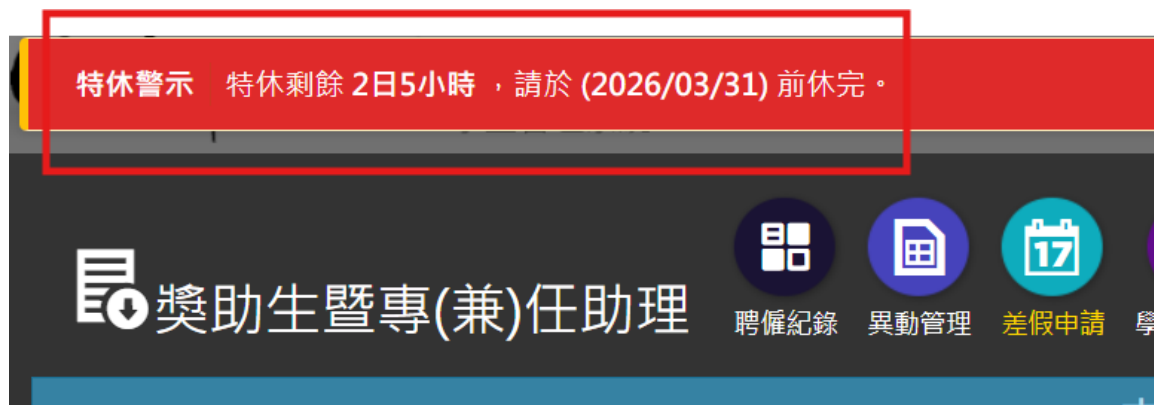 特休警示 特休剩餘 2日5小時 ,請於 (2026/03/31) 前休完。
獎助生暨專(兼)任助理
聘僱紀錄 異動管理 差假申請
17